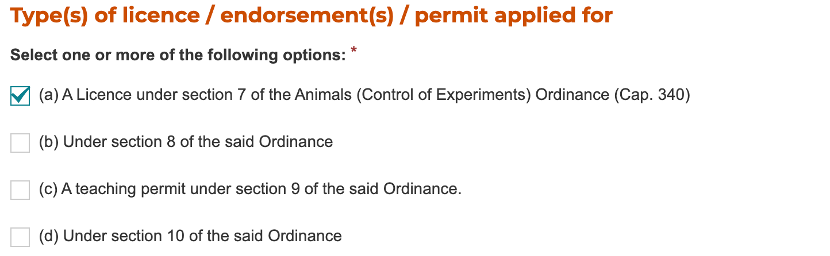 Type(s) of licence / endorsement(s) / permit applied for
Select one or more of the following options: *
(a) A Licence under section 7 of the Animals (Control of Experiments) Ordinance (Cap. 340)
(b) Under section 8 of the said Ordinance
(c) A teaching permit under section 9 of the said Ordinance.
(d) Under section 10 of the said Ordinance